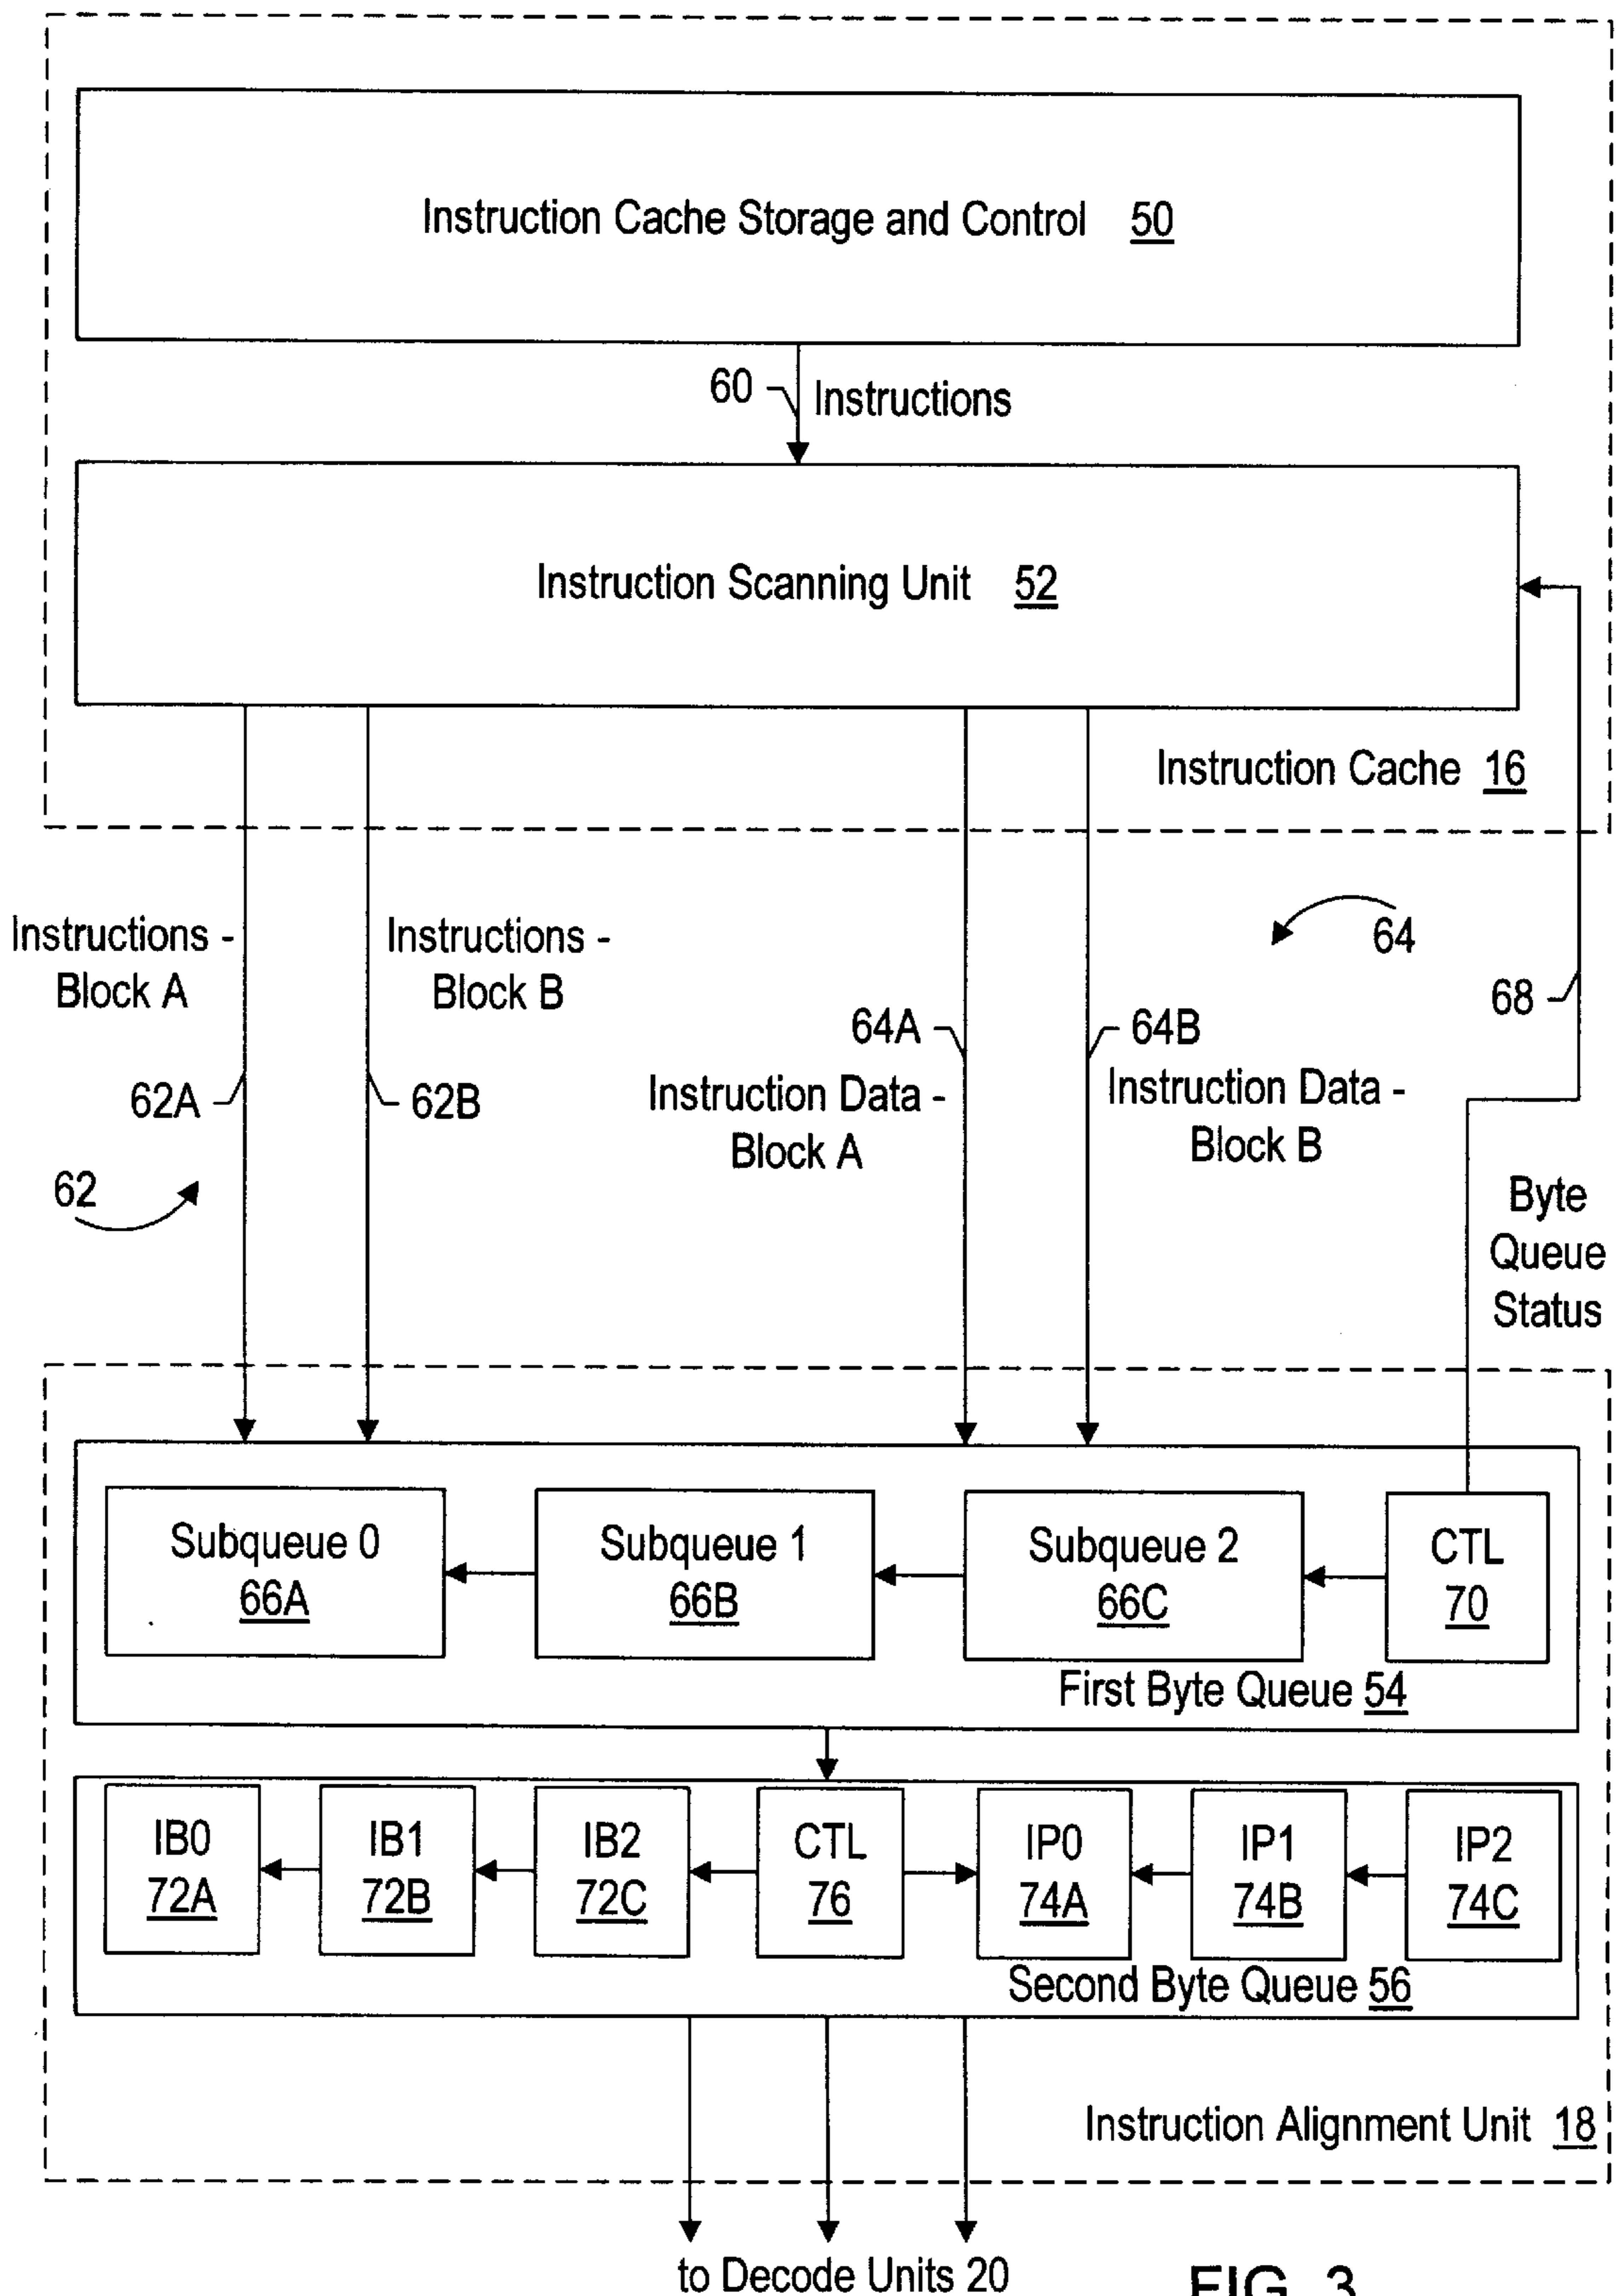 Instruction Cache Storage and Control 50
60
Instructions
Instruction Scanning Unit 52
Instruction Cache 16
Instructions -
Block A
Instructions -
Block B
64
68
64A
64B
62A
62B
Instruction Data -
Block A
Instruction Data -
Block B
62
Byte
Queue
Status
Subqueue 0
66A
Subqueue 1
66B
Subqueue 2
66C
CTL
70
First Byte Queue 54
IB0
72A
IB1
72B
IB2
72C
CTL
76
IP0
74A
IP1
74B
IP2
74C
Second Byte Queue 56
Instruction Alignment Unit 18
to Decode Units 20
FIG. 3